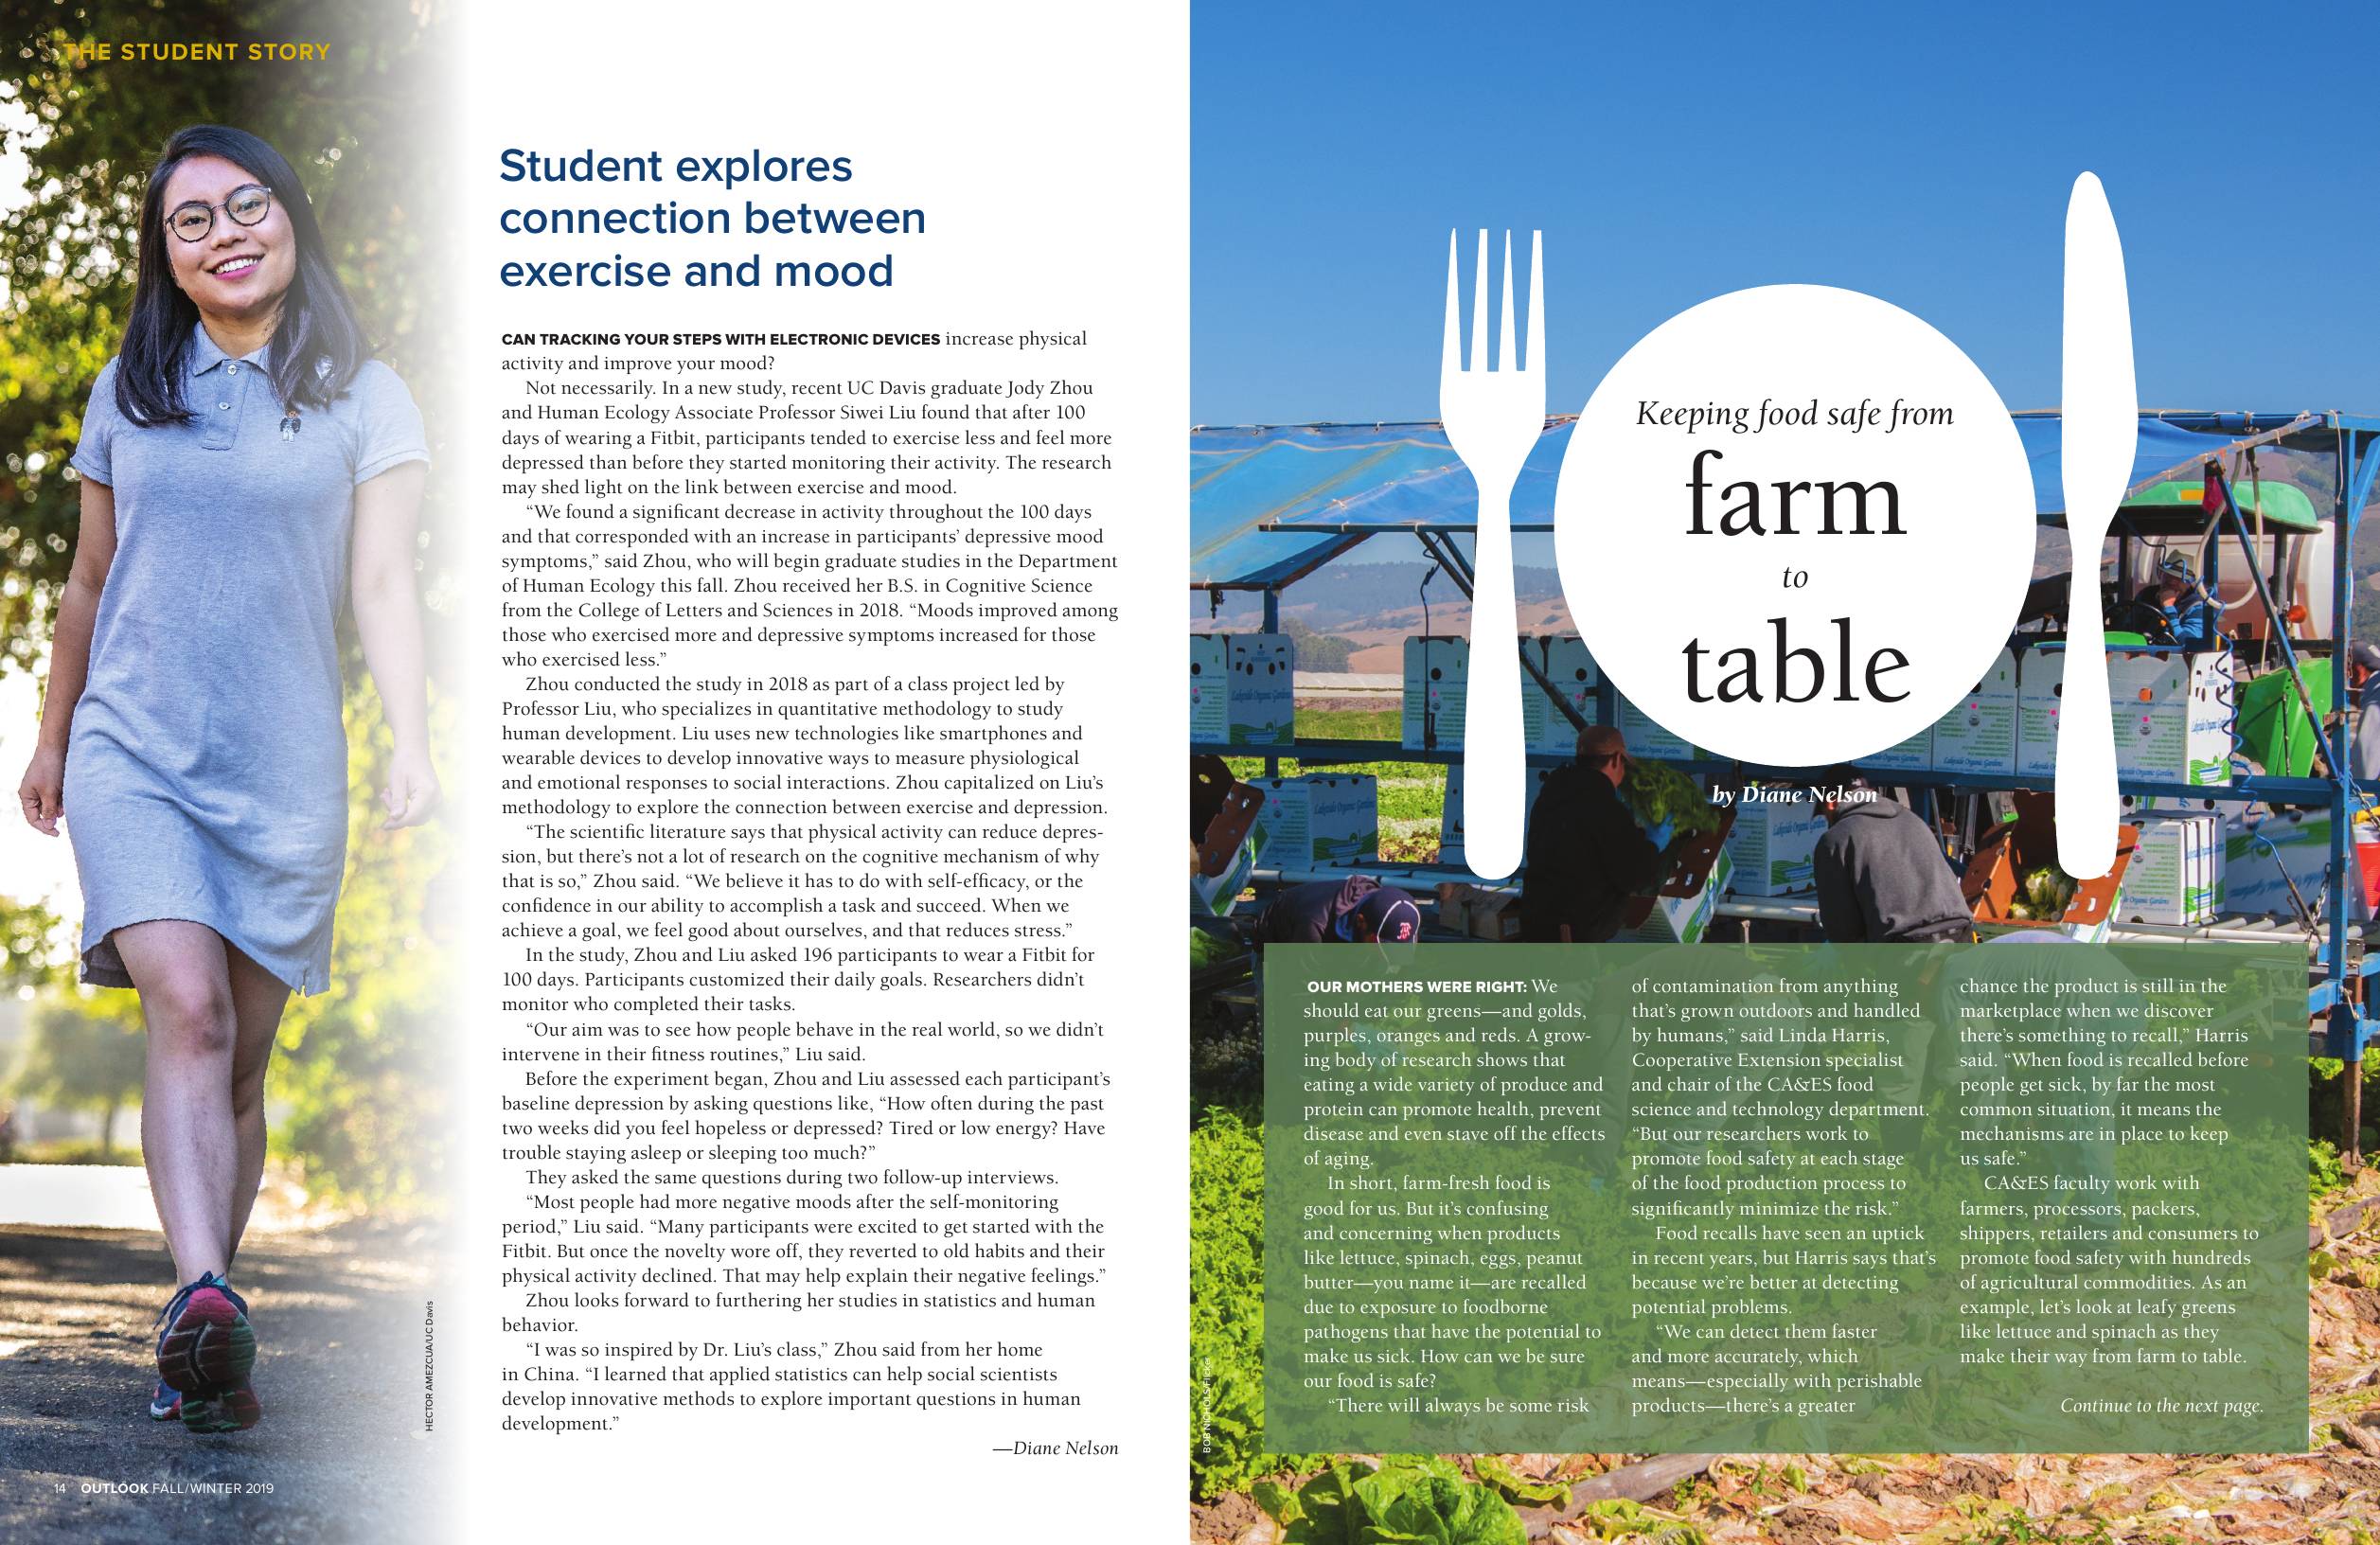 THE STUDENT STORY
Student explores
connection between
exercise and mood
CAN TRACKING YOUR STEPS WITH ELECTRONIC DEVICES increase physical
activity and improve your mood?
Not necessarily. In a new study, recent UC Davis graduate Jody Zhou
and Human Ecology Associate Professor Siwei Liu found that after 100
days of wearing a Fitbit, participants tended to exercise less and feel more
depressed than before they started monitoring their activity. The research
may shed light on the link between exercise and mood.
“We found a significant decrease in activity throughout the 100 days
and that corresponded with an increase in participants’ depressive mood
symptoms,” said Zhou, who will begin graduate studies in the Department
of Human Ecology this fall. Zhou received her B.S. in Cognitive Science
from the College of Letters and Sciences in 2018. “Moods improved among
those who exercised more and depressive symptoms increased for those
who exercised less.”
Zhou conducted the study in 2018 as part of a class project led by
Professor Liu, who specializes in quantitative methodology to study
human development. Liu uses new technologies like smartphones and
wearable devices to develop innovative ways to measure physiological
and emotional responses to social interactions. Zhou capitalized on Liu’s
methodology to explore the connection between exercise and depression.
“The scientific literature says that physical activity can reduce depres-
sion, but there’s not a lot of research on the cognitive mechanism of why
that is so,” Zhou said. “We believe it has to do with self-efficacy, or the
confidence in our ability to accomplish a task and succeed. When we
achieve a goal, we feel good about ourselves, and that reduces stress.”
In the study, Zhou and Liu asked 196 participants to wear a Fitbit for
100 days. Participants customized their daily goals. Researchers didn’t
monitor who completed their tasks.
“Our aim was to see how people behave in the real world, so we didn’t
intervene in their fitness routines,” Liu said.
Before the experiment began, Zhou and Liu assessed each participant’s
baseline depression by asking questions like, “How often during the past
two weeks did you feel hopeless or depressed? Tired or low energy? Have
trouble staying asleep or sleeping too much?”
They asked the same questions during two follow-up interviews.
“Most people had more negative moods after the self-monitoring
period,” Liu said. “Many participants were excited to get started with the
Fitbit. But once the novelty wore off, they reverted to old habits and their
physical activity declined. That may help explain their negative feelings.”
Zhou looks forward to furthering her studies in statistics and human
behavior.
“I was so inspired by Dr. Liu’s class,” Zhou said from her home
in China. “I learned that applied statistics can help social scientists
develop innovative methods to explore important questions in human
development.”
—Diane Nelson
HECTOR AMEZCUA/UC Davis
14 OUTLOOK FALL/WINTER 2019
Keeping food safe from
farm
to
table
by Diane Nelson
Lakeside Organic Gardens
B
OUR MOTHERS WERE RIGHT: We
should eat our greens—and golds,
purples, oranges and reds. A grow-
ing body of research shows that
eating a wide variety of produce and
protein can promote health, prevent
disease and even stave off the effects
of aging.
In short, farm-fresh food is
good for us. But it’s confusing
and concerning when products
like lettuce, spinach, eggs, peanut
butter—you name it—are recalled
due to exposure to foodborne
pathogens that have the potential to
make us sick. How can we be sure
our food is safe?
“There will always be some risk
of contamination from anything
that’s grown outdoors and handled
by humans,” said Linda Harris,
Cooperative Extension specialist
and chair of the CA&ES food
science and technology department.
“But our researchers work to
promote food safety at each stage
of the food production process to
significantly minimize the risk.”
Food recalls have seen an uptick
in recent years, but Harris says that’s
because we’re better at detecting
potential problems.
“We can detect them faster
and more accurately, which
means—especially with perishable
products—there’s a greater
chance the product is still in the
marketplace when we discover
there’s something to recall,” Harris
said. “When food is recalled before
people get sick, by far the most
common situation, it means the
mechanisms are in place to keep
us safe.”
CA&ES faculty work with
farmers, processors, packers,
shippers, retailers and consumers to
promote food safety with hundreds
of agricultural commodities. As an
example, let’s look at leafy greens
like lettuce and spinach as they
make their way from farm to table.
Continue to the next page.
BOB NICHOLS/Flicker